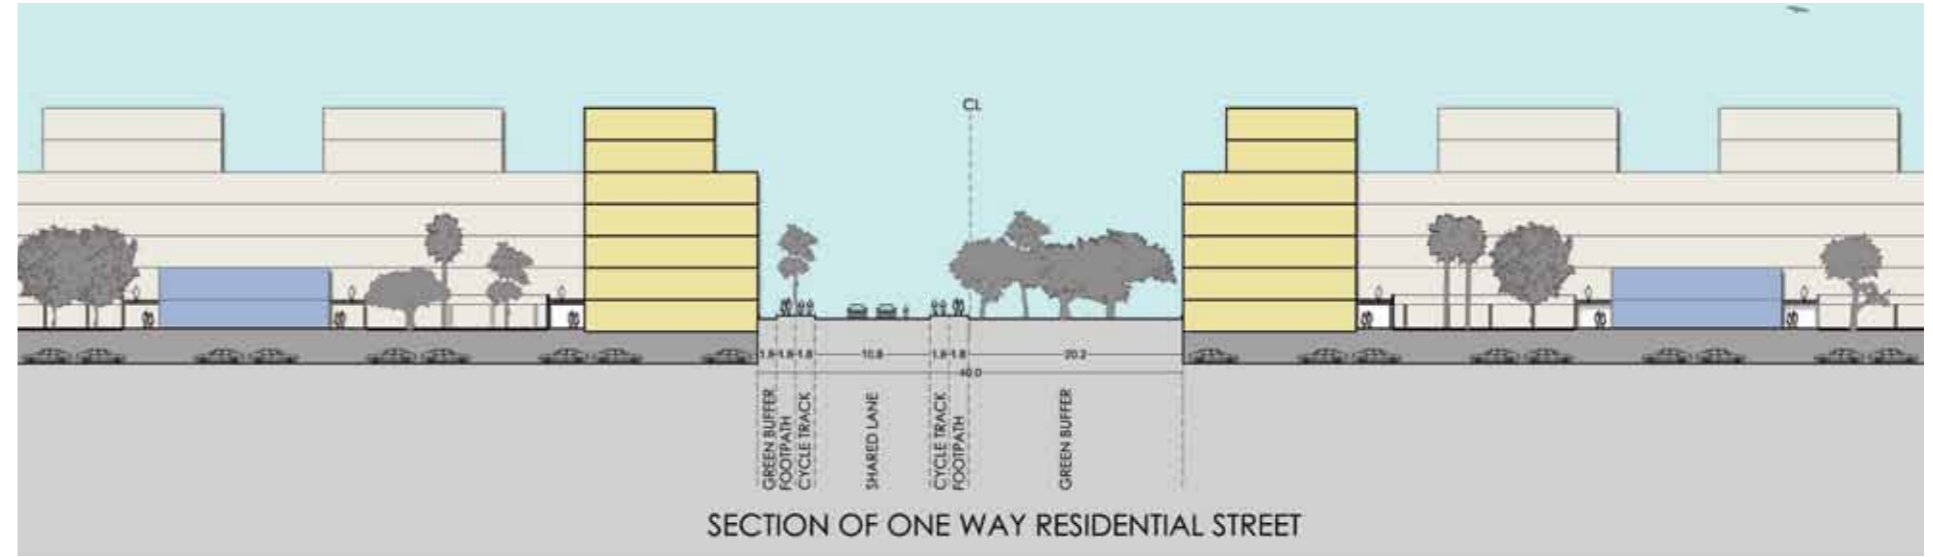 CL
1.8 1.8 1.8 10.8 1.8 1.8 20.2
40.0
GREEN BUFFER
FOOTPATH
CYCLE TRACK
SHARED LANE
CYCLE TRACK
FOOTPATH
GREEN BUFFER
SECTION OF ONE WAY RESIDENTIAL STREET